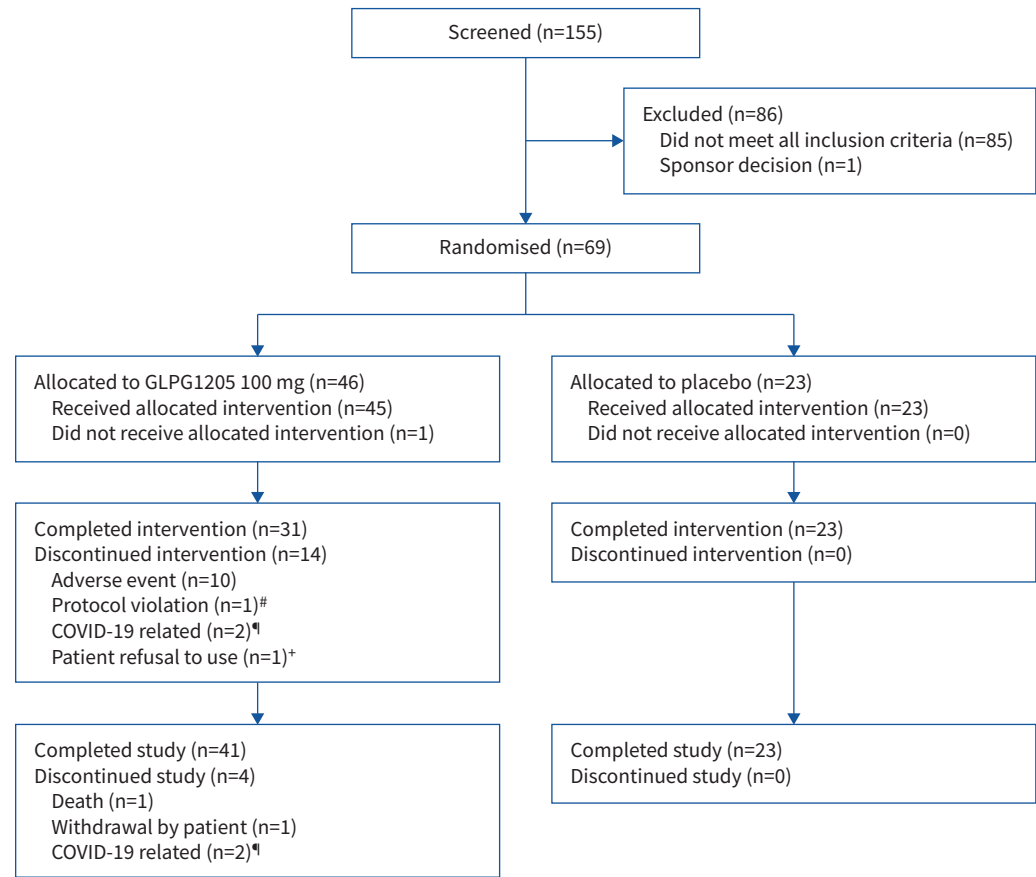 Screened (n=155)
Excluded (n=86)
Did not meet all inclusion criteria (n=85)
Sponsor decision (n=1)
Randomised (n=69)
Allocated to GLPG1205 100 mg (n=46)
Received allocated intervention (n=45)
Did not receive allocated intervention (n=1)
Allocated to placebo (n=23)
Received allocated intervention (n=23)
Did not receive allocated intervention (n=0)
Completed intervention (n=31)
Discontinued intervention (n=14)
Adverse event (n=10)
Protocol violation (n=1)#
COVID-19 related (n=2)¶
Patient refusal to use (n=1)+
Completed intervention (n=23)
Discontinued intervention (n=0)
Completed study (n=41)
Discontinued study (n=4)
Death (n=1)
Withdrawal by patient (n=1)
COVID-19 related (n=2)¶
Completed study (n=23)
Discontinued study (n=0)